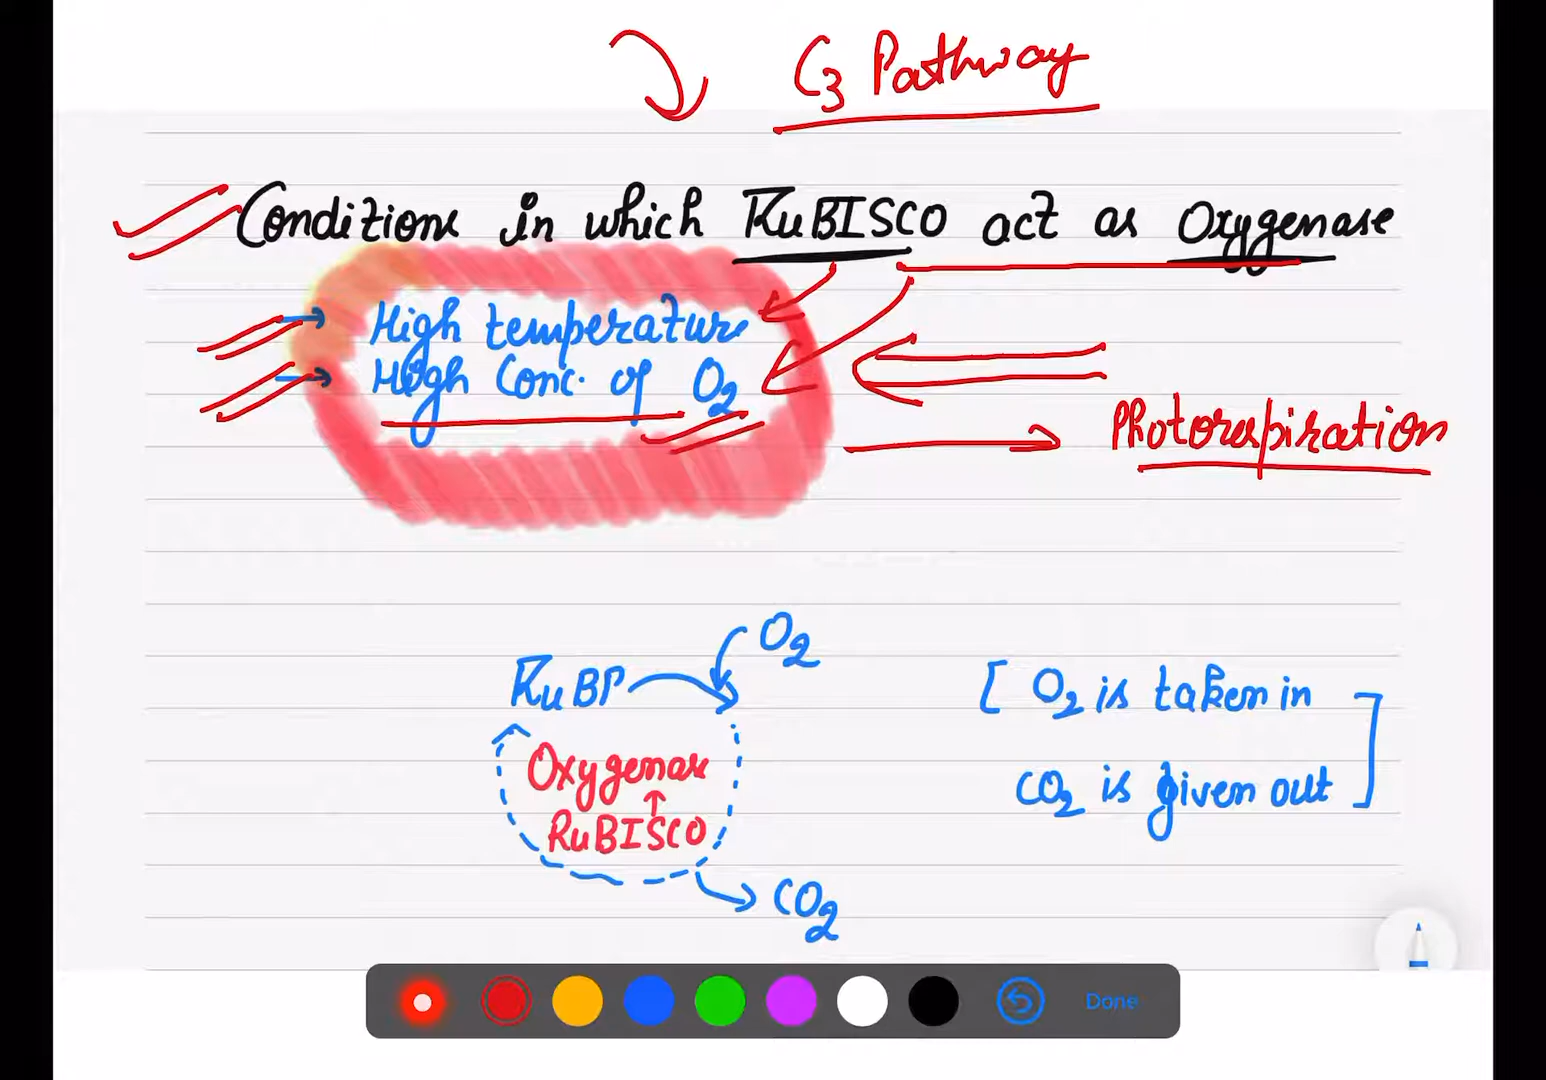 C3 Pathway
Conditions in which RuBISCO act as Oxygenase
→ High temperature
→ High Conc. of O2
→ Photorespiration
RuBP
O2
Oxygenase
↑
RuBISCO
CO2
[ O2 is taken in
CO2 is given out ]
Done